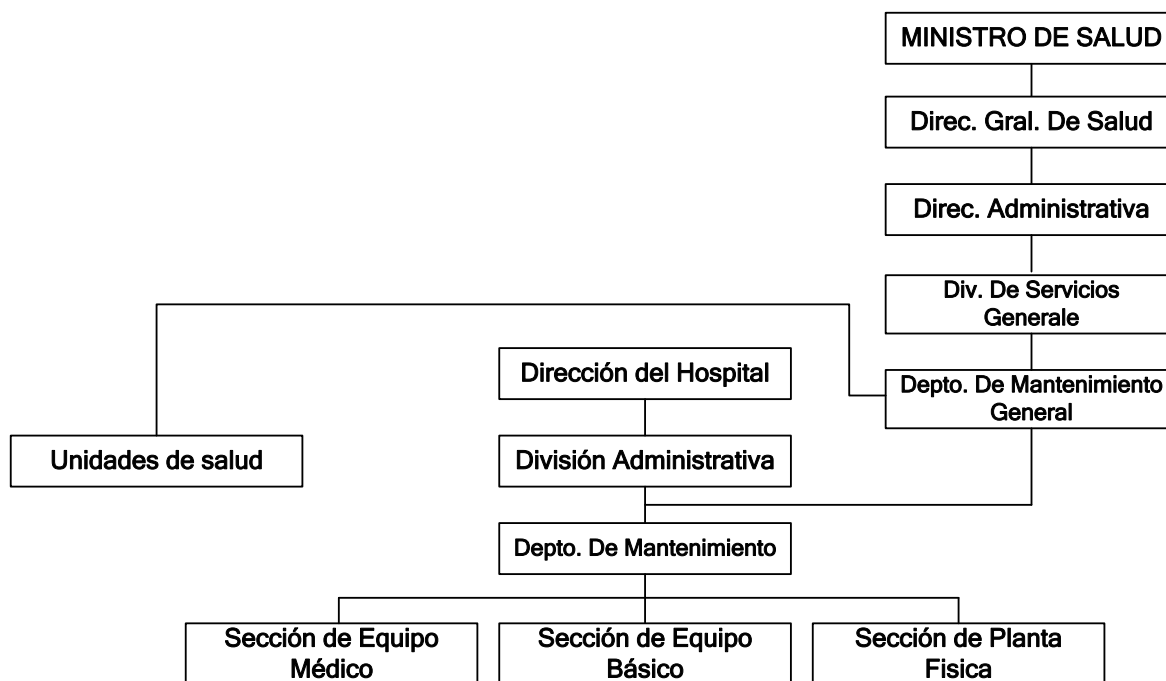 MINISTRO DE SALUD
Direc. Gral. De Salud
Direc. Administrativa
Div. De Servicios
Generale
Dirección del Hospital
Depto. De Mantenimiento
General
Unidades de salud
División Administrativa
Depto. De Mantenimiento
Sección de Equipo
Médico
Sección de Equipo
Básico
Sección de Planta
Fisica